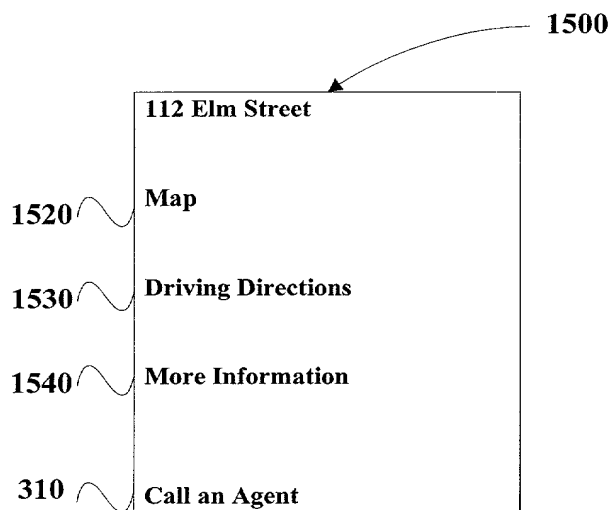 1500
112 Elm Street
1520 Map
1530 Driving Directions
1540 More Information
310 Call an Agent